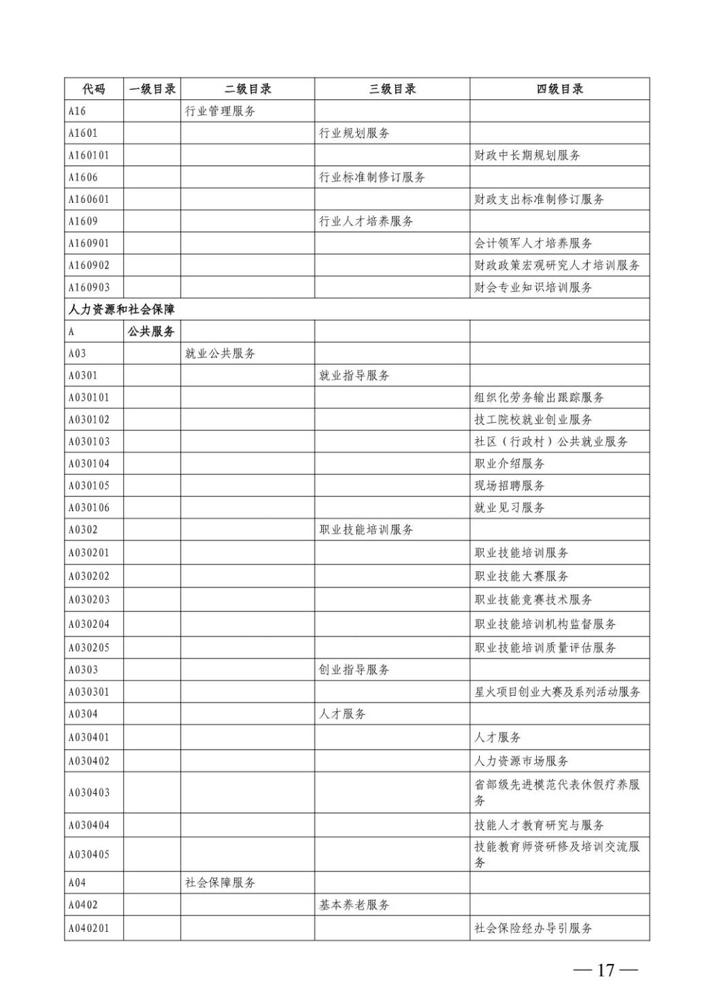 代码 一级目录 二级目录 三级目录 四级目录
A16 行业管理服务
A1601 行业规划服务
A160101 财政中长期规划服务
A1606 行业标准制修订服务
A160601 财政支出标准制修订服务
A1609 行业人才培养服务
A160901 会计领军人才培养服务
A160902 财政政策宏观研究人才培训服务
A160903 财会专业知识培训服务
人力资源和社会保障
A 公共服务
A03 就业公共服务
A0301 就业指导服务
A030101 组织化劳务输出跟踪服务
A030102 技工院校就业创业服务
A030103 社区（行政村）公共就业服务
A030104 职业介绍服务
A030105 现场招聘服务
A030106 就业见习服务
A0302 职业技能培训服务
A030201 职业技能培训服务
A030202 职业技能大赛服务
A030203 职业技能竞赛技术服务
A030204 职业技能培训机构监督服务
A030205 职业技能培训质量评估服务
A0303 创业指导服务
A030301 星火项目创业大赛及系列活动服务
A0304 人才服务
A030401 人才服务
A030402 人力资源市场服务
A030403 省部级先进模范代表休假疗养服
务
A030404 技能人才教育研究与服务
A030405 技能教育师资研修及培训交流服
务
A04 社会保障服务
A0402 基本养老服务
A040201 社会保险经办导引服务
— 17 —